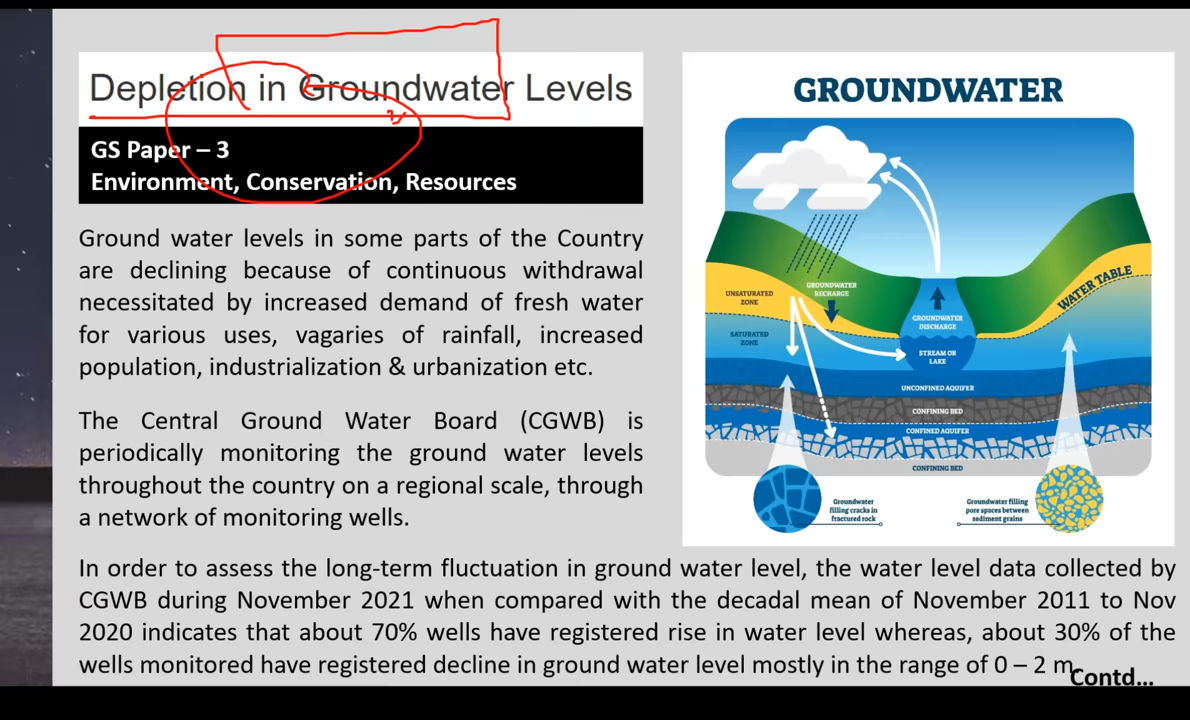 Depletion in Groundwater Levels
GS Paper – 3
Environment, Conservation, Resources
Ground water levels in some parts of the Country
are declining because of continuous withdrawal
necessitated by increased demand of fresh water
for various uses, vagaries of rainfall, increased
population, industrialization & urbanization etc.
The Central Ground Water Board (CGWB) is
periodically monitoring the ground water levels
throughout the country on a regional scale, through
a network of monitoring wells.
GROUNDWATER
WATER TABLE
UNSATURATED
ZONE
GROUNDWATER
RECHARGE
SATURATED
ZONE
GROUNDWATER
DISCHARGE
STREAM OR
LAKE
UNCONFINED AQUIFER
CONFINING BED
CONFINED AQUIFER
CONFINING BED
Groundwater
filling cracks in
fractured rock
Groundwater filling
pore spaces between
sediment grains
In order to assess the long-term fluctuation in ground water level, the water level data collected by
CGWB during November 2021 when compared with the decadal mean of November 2011 to Nov
2020 indicates that about 70% wells have registered rise in water level whereas, about 30% of the
wells monitored have registered decline in ground water level mostly in the range of 0 – 2 m.
Contd...